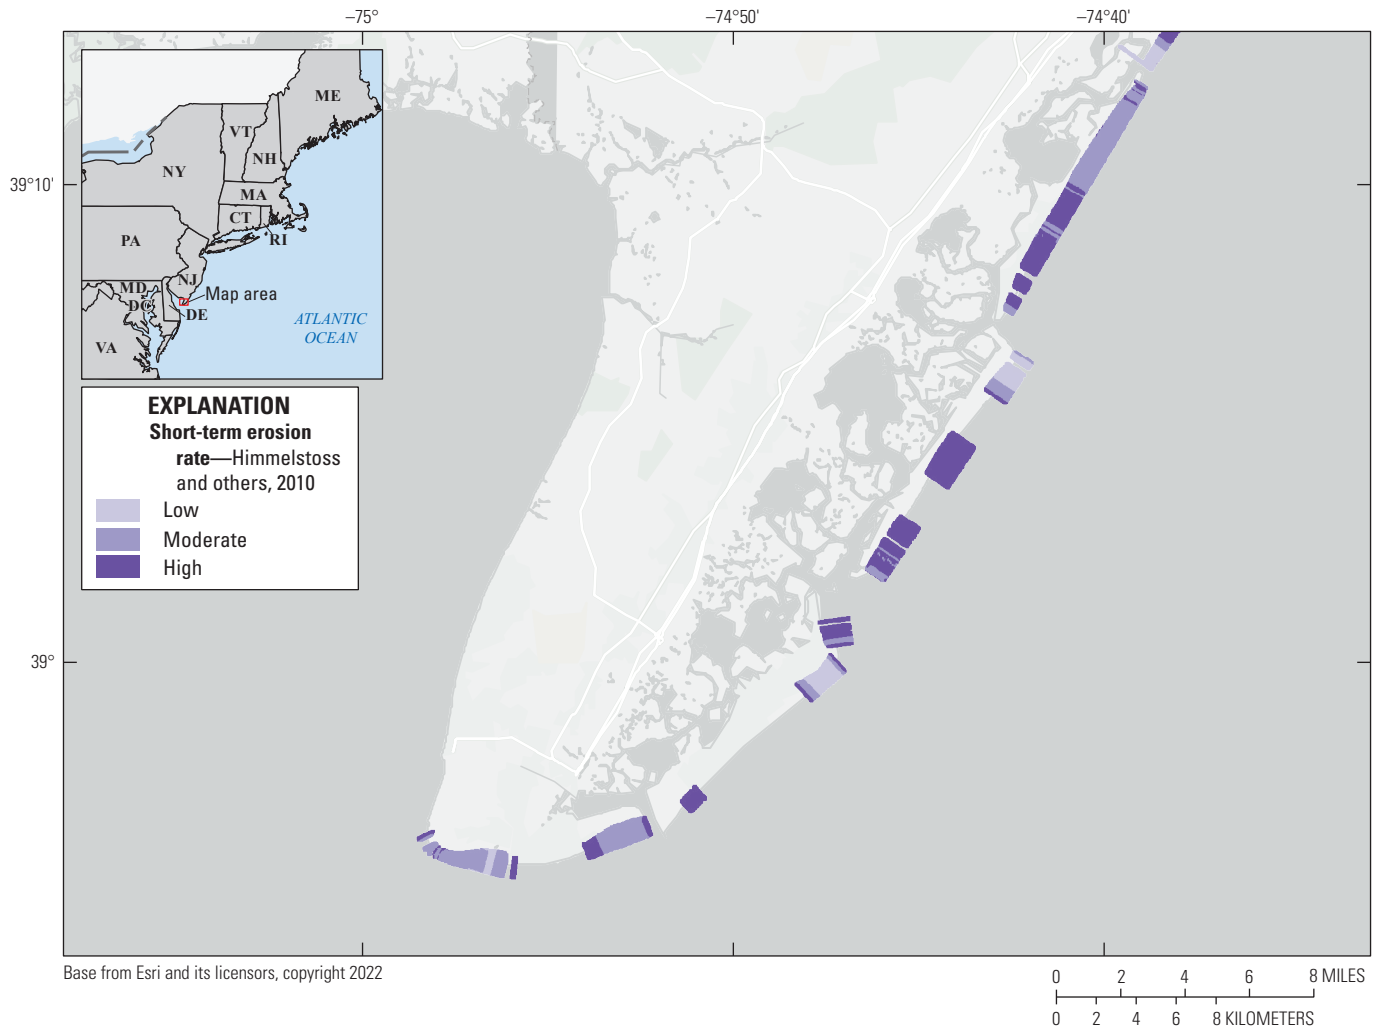 –75°
–74°50'
–74°40'
39°10'
39°
ME
VT
NH
NY
MA
CT
RI
PA
NJ
MD
DC
DE
VA
Map area
ATLANTIC
OCEAN
EXPLANATION
Short-term erosion
rate—Himmelstoss
and others, 2010
Low
Moderate
High
Base from Esri and its licensors, copyright 2022
0 2 4 6 8 MILES
0 2 4 6 8 KILOMETERS